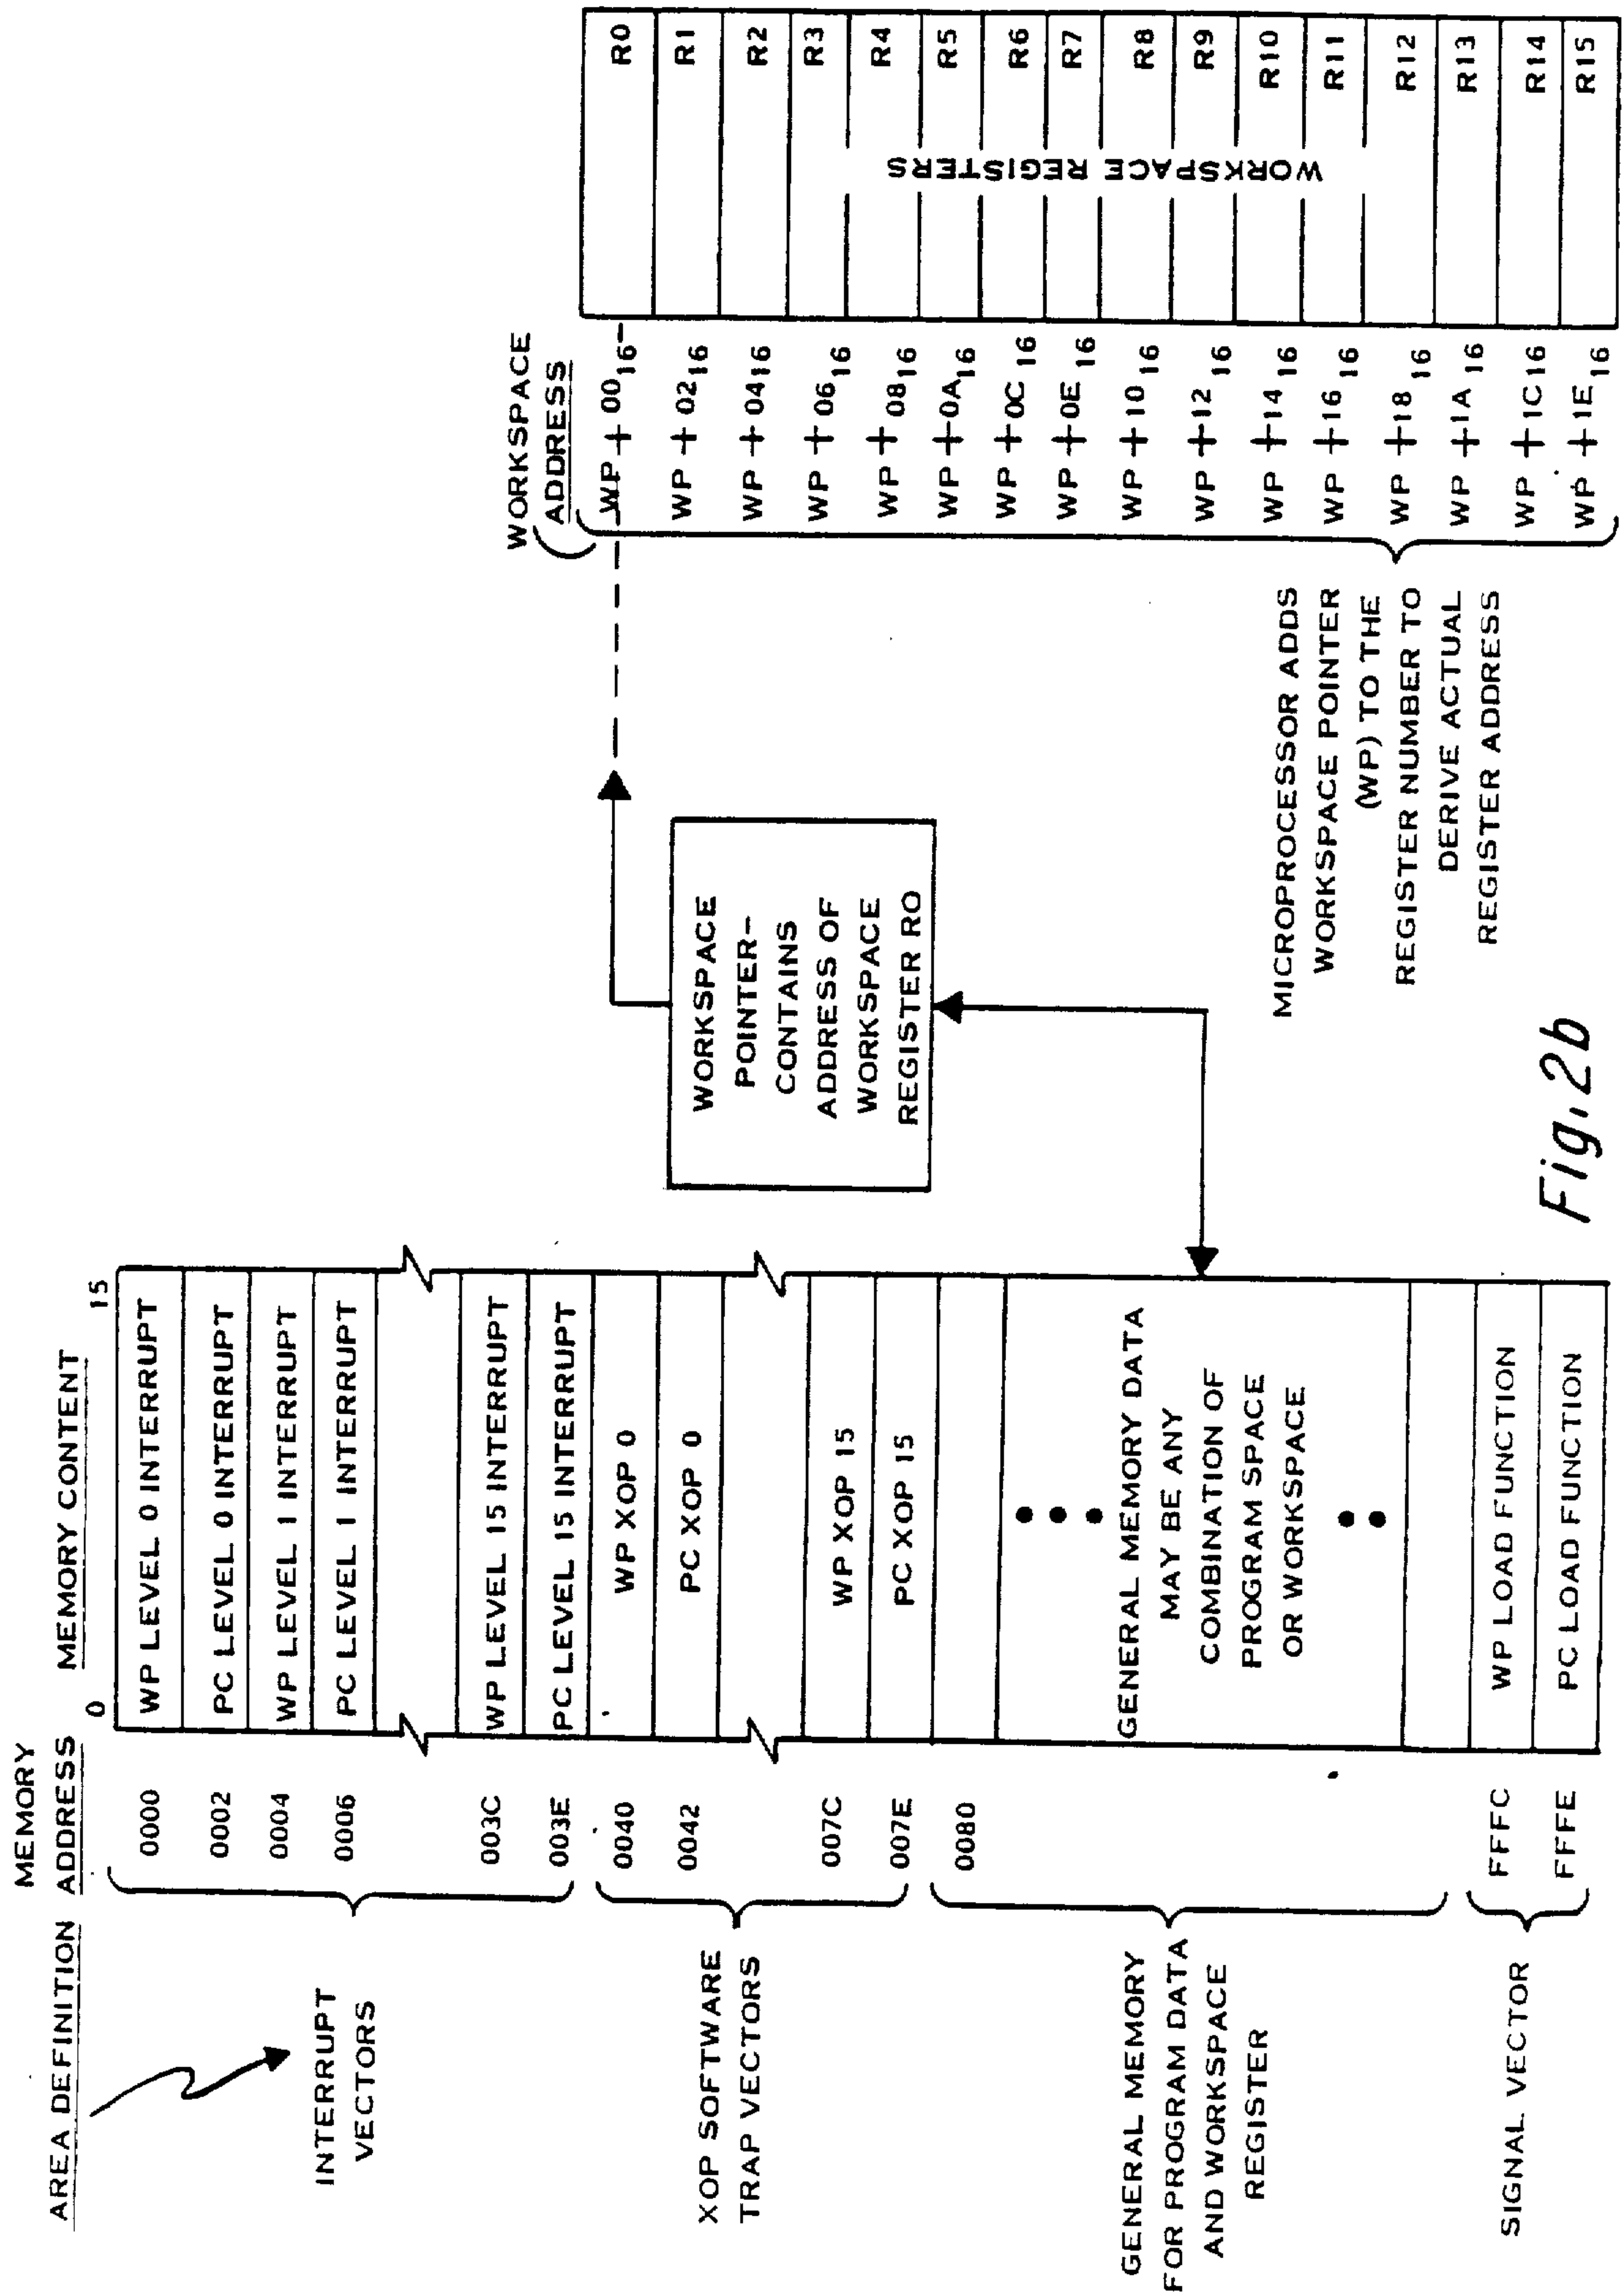 AREA DEFINITION
MEMORY
ADDRESS
MEMORY CONTENT
0 15
INTERRUPT
VECTORS
0000 WP LEVEL 0 INTERRUPT
0002 PC LEVEL 0 INTERRUPT
0004 WP LEVEL 1 INTERRUPT
0006 PC LEVEL 1 INTERRUPT
003C WP LEVEL 15 INTERRUPT
003E PC LEVEL 15 INTERRUPT
XOP SOFTWARE
TRAP VECTORS
0040 WP XOP 0
0042 PC XOP 0
007C WP XOP 15
007E PC XOP 15
0080
GENERAL MEMORY
FOR PROGRAM DATA
AND WORKSPACE
REGISTER
GENERAL MEMORY DATA
MAY BE ANY
COMBINATION OF
PROGRAM SPACE
OR WORKSPACE
SIGNAL VECTOR
FFFC WP LOAD FUNCTION
FFFE PC LOAD FUNCTION
WORKSPACE
POINTER-
CONTAINS
ADDRESS OF
WORKSPACE
REGISTER RO
WORKSPACE
ADDRESS
WP + 00₁₆ R0
WP + 02₁₆ R1
WP + 04₁₆ R2
WP + 06₁₆ R3
WP + 08₁₆ R4
WP + 0A₁₆ R5
WP + 0C₁₆ R6
WP + 0E₁₆ R7
WP + 10₁₆ R8
WP + 12₁₆ R9
WP + 14₁₆ R10
WP + 16₁₆ R11
WP + 18₁₆ R12
WP + 1A₁₆ R13
WP + 1C₁₆ R14
WP + 1E₁₆ R15
WORKSPACE REGISTERS
MICROPROCESSOR ADDS
WORKSPACE POINTER
(WP) TO THE
REGISTER NUMBER TO
DERIVE ACTUAL
REGISTER ADDRESS
Fig. 2b